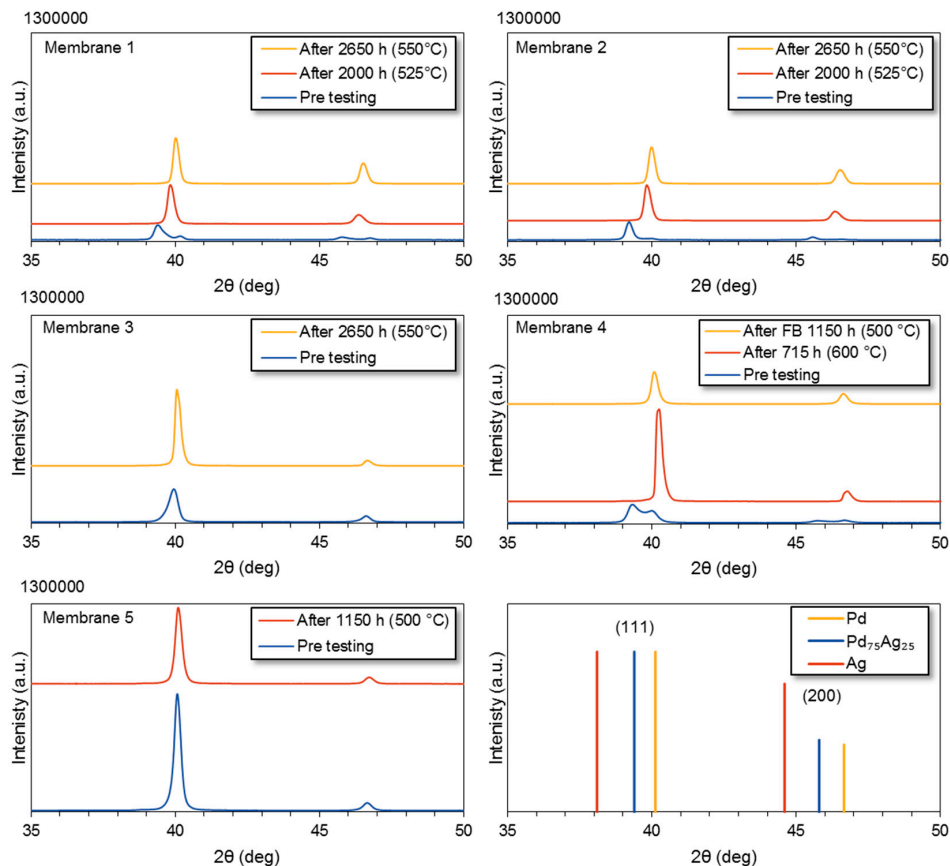 1300000
Membrane 1
After 2650 h (550°C)
After 2000 h (525°C)
Pre testing
Intenisty (a.u.)
35 40 45 50
2θ (deg)
1300000
Membrane 2
After 2650 h (550°C)
After 2000 h (525°C)
Pre testing
Intenisty (a.u.)
35 40 45 50
2θ (deg)
1300000
Membrane 3
After 2650 h (550°C)
Pre testing
Intenisty (a.u.)
35 40 45 50
2θ (deg)
1300000
Membrane 4
After FB 1150 h (500 °C)
After 715 h (600 °C)
Pre testing
Intenisty (a.u.)
35 40 45 50
2θ (deg)
1300000
Membrane 5
After 1150 h (500 °C)
Pre testing
Intenisty (a.u.)
35 40 45 50
2θ (deg)
Pd
Pd₇₅Ag₂₅
Ag
(111)
(200)
Intenisty (a.u.)
35 40 45 50
2θ (deg)